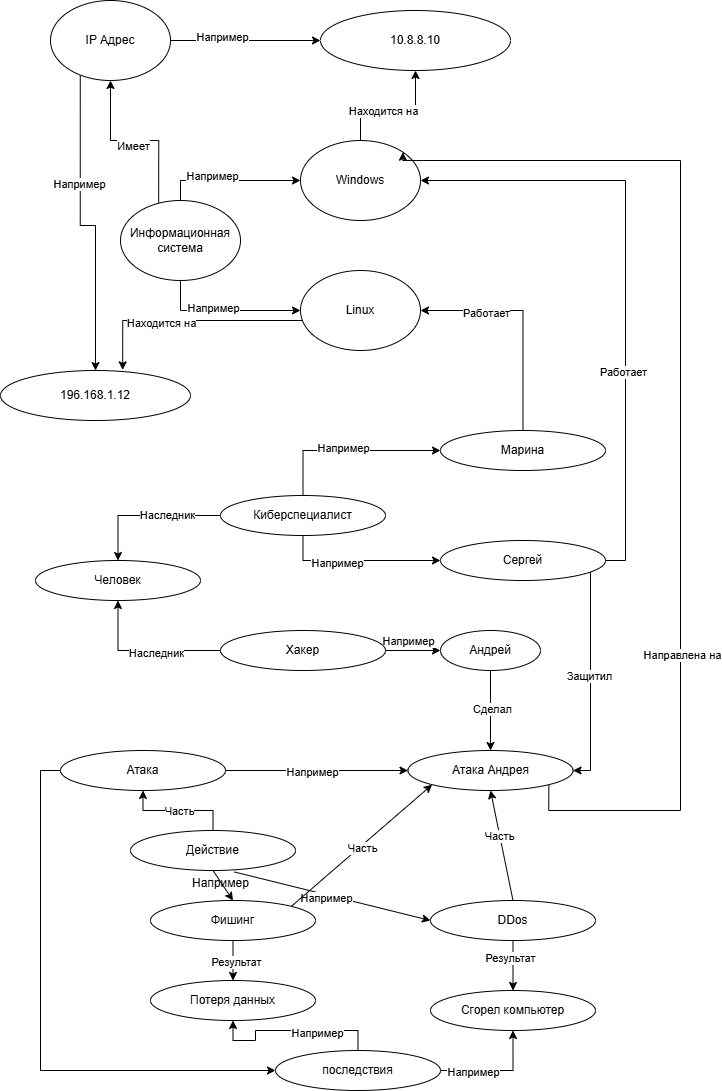 IP Адрес
Например
10.8.8.10
Находится на
Имеет
Например
Например
Windows
Информационная
система
Например
Linux
Находится на
Работает
Работает
196.168.1.12
Например
Марина
Наследник
Киберспециалист
Например
Сергей
Человек
Наследник
Хакер
Например
Андрей
Направлена на
Защитил
Сделал
Атака
Например
Атака Андрея
Часть
Часть
Часть
Действие
Например
Например
Фишинг
DDos
Результат
Результат
Потеря данных
Сгорел компьютер
Например
последствия
Например